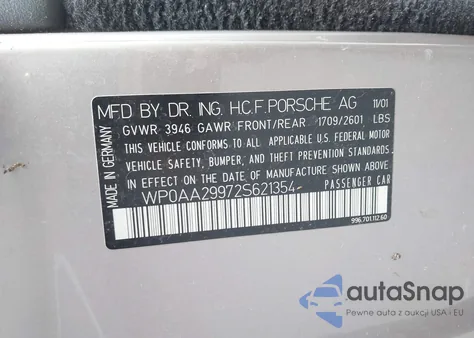 MFD BY DR. ING. H.C.F. PORSCHE AG 11/01
GVWR 3946 GAWR FRONT/REAR 1709/2601 LBS
THIS VEHICLE CONFORMS TO ALL APPLICABLE U.S. FEDERAL MOTOR
VEHICLE SAFETY, BUMPER, AND THEFT PREVENTION STANDARDS IN
EFFECT ON THE DATE OF MANUFACTURE SHOWN ABOVE.
WP0AA29972S621354
PASSENGER CAR
MADE IN GERMANY
996.701.112.60
autoSnap
Pewne auta z aukcji USA - EU